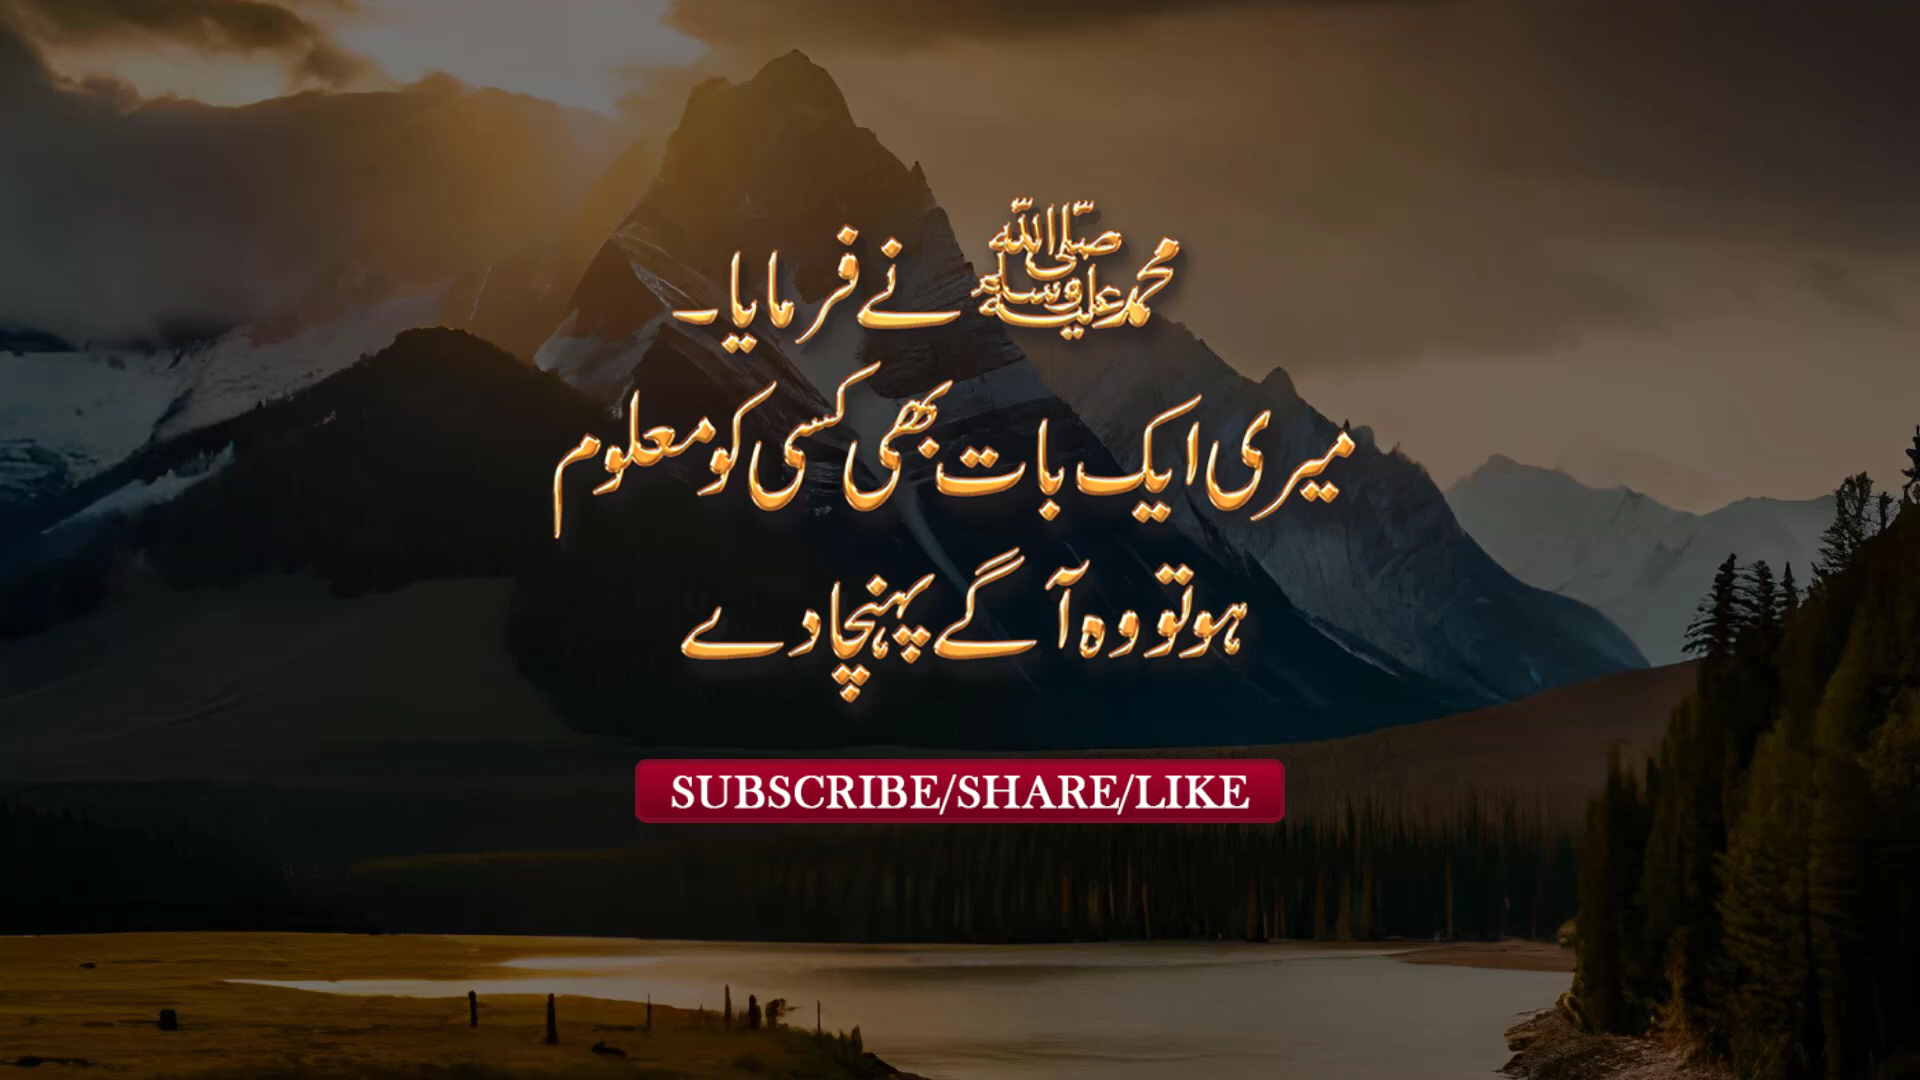 محمد ﷺ نے فرمایا۔
میری ایک بات بھی کسی کو معلوم
ہو تو وہ آگے پہنچا دے
SUBSCRIBE/SHARE/LIKE